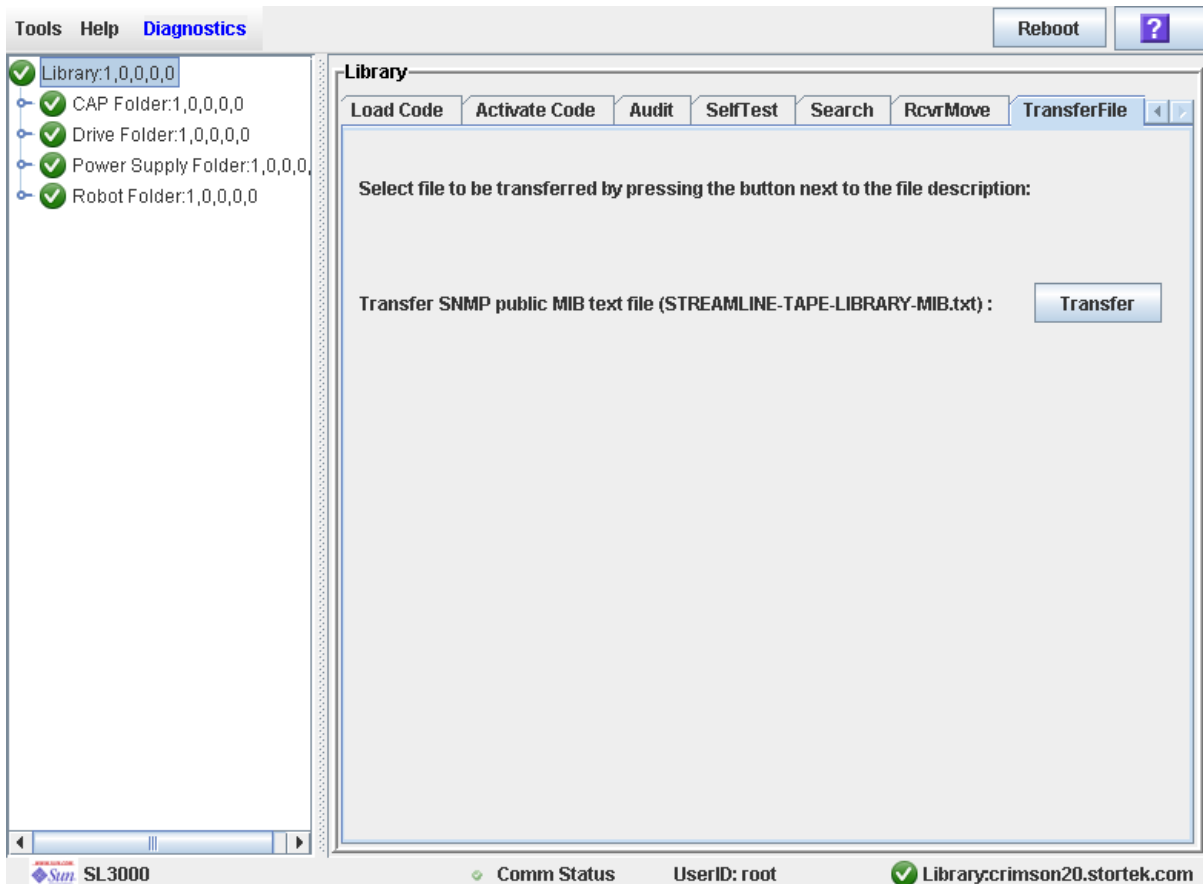 Tools Help Diagnostics
Reboot
?
Library:1,0,0,0,0
CAP Folder:1,0,0,0,0
Drive Folder:1,0,0,0,0
Power Supply Folder:1,0,0,0,
Robot Folder:1,0,0,0,0
Library
Load Code Activate Code Audit SelfTest Search RcvrMove TransferFile
Select file to be transferred by pressing the button next to the file description:
Transfer SNMP public MIB text file (STREAMLINE-TAPE-LIBRARY-MIB.txt) :
Transfer
Sun SL3000 Comm Status UserID: root Library:crimson20.stortek.com